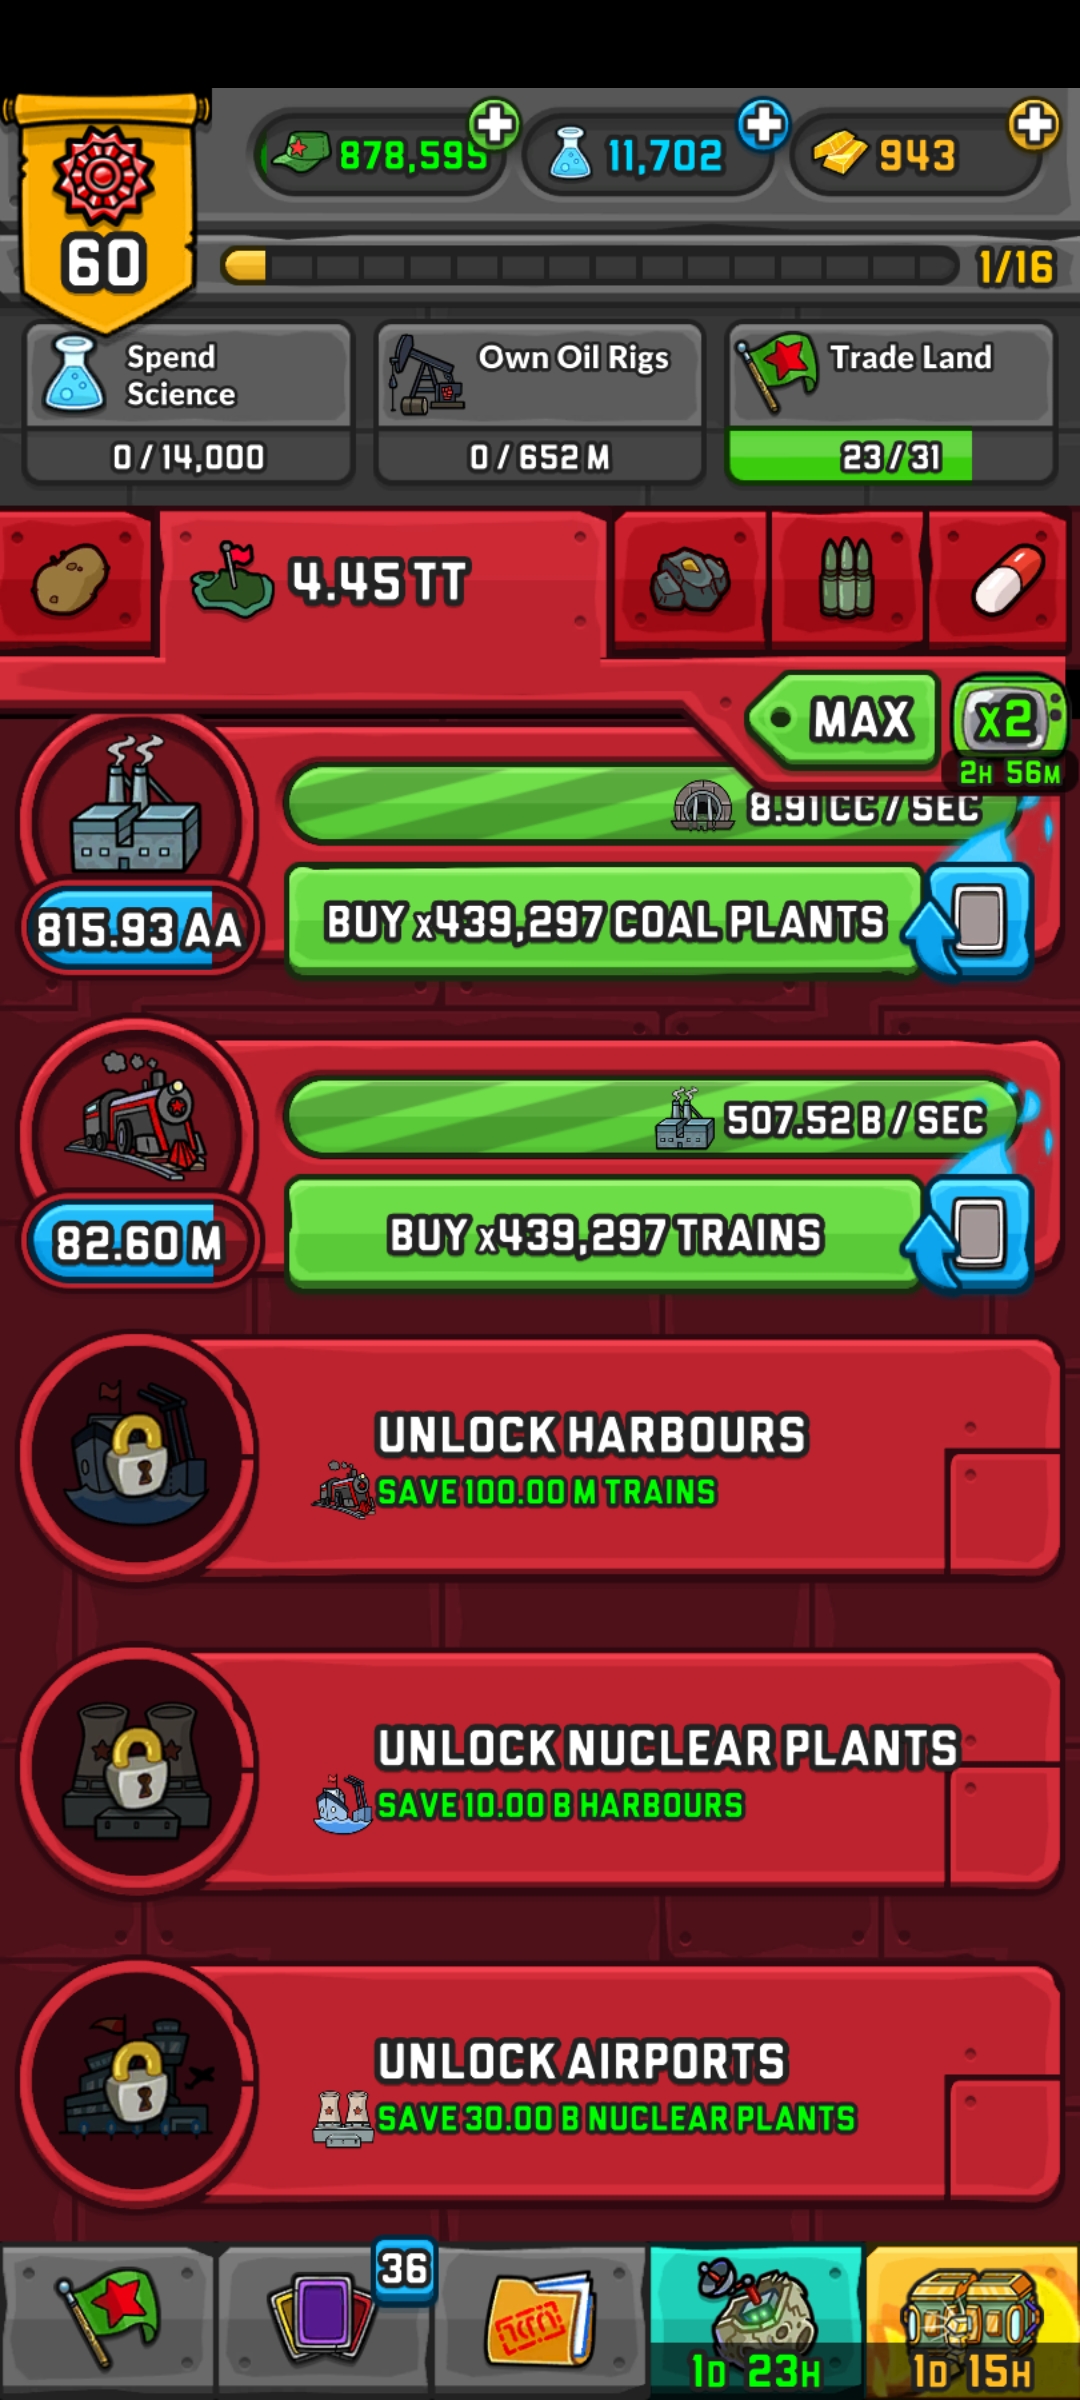 60
878,595
11,702
943
1/16
Spend
Science
0/14,000
Own Oil Rigs
0/652 M
Trade Land
23/31
4.45 TT
MAX
x2
2H 56M
8.91 CC / SEC
815.93 AA
BUY x439,297 COAL PLANTS
507.52 B / SEC
82.60 M
BUY x439,297 TRAINS
UNLOCK HARBOURS
SAVE 100.00 M TRAINS
UNLOCK NUCLEAR PLANTS
SAVE 10.00 B HARBOURS
UNLOCK AIRPORTS
SAVE 30.00 B NUCLEAR PLANTS
36
1D 23H
1D 15H